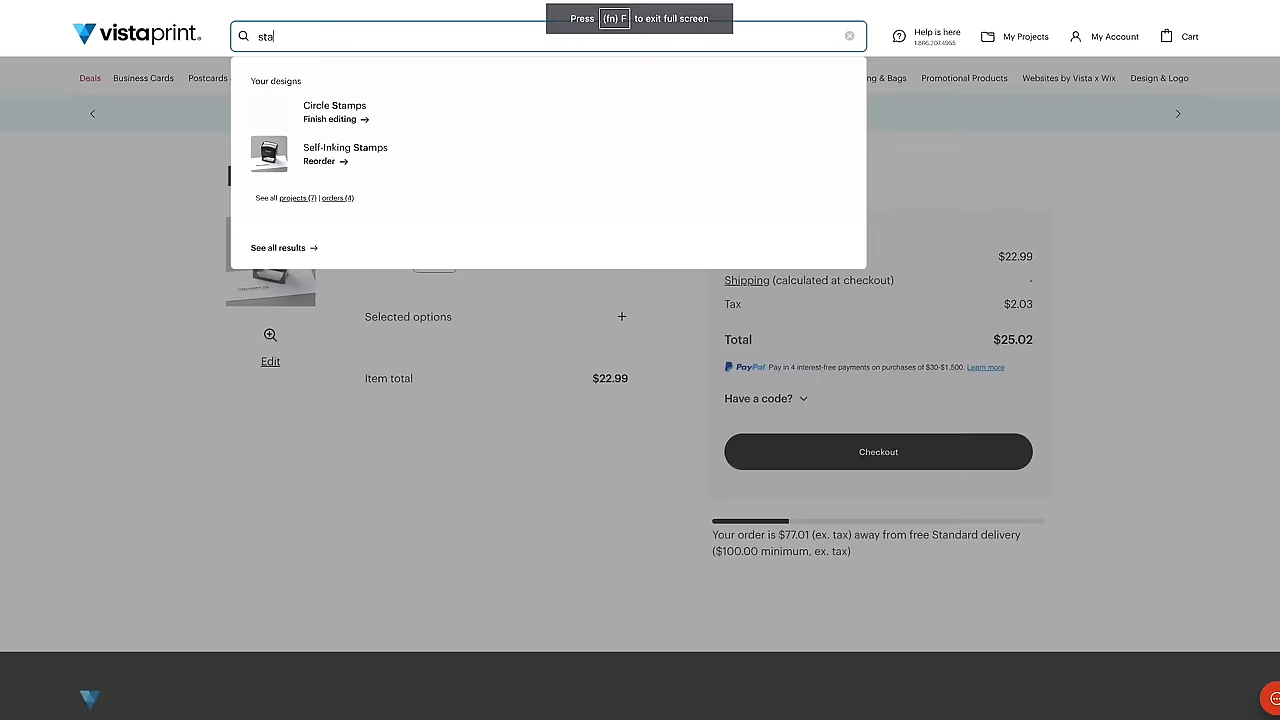 Press (fn) F to exit full screen
vistaprint.
sta
Help is here
1.866.207.4955
My Projects
My Account
Cart
Deals
Business Cards
Postcards
ng & Bags
Promotional Products
Websites by Vista x Wix
Design & Logo
Your designs
Circle Stamps
Finish editing →
Self-Inking Stamps
Reorder →
See all projects (7) | orders (4)
See all results →
$22.99
Shipping (calculated at checkout) -
Selected options +
Tax $2.03
Total $25.02
Edit
PayPal Pay in 4 interest-free payments on purchases of $30-$1,500. Learn more
Item total $22.99
Have a code?
Checkout
Your order is $77.01 (ex. tax) away from free Standard delivery
($100.00 minimum, ex. tax)